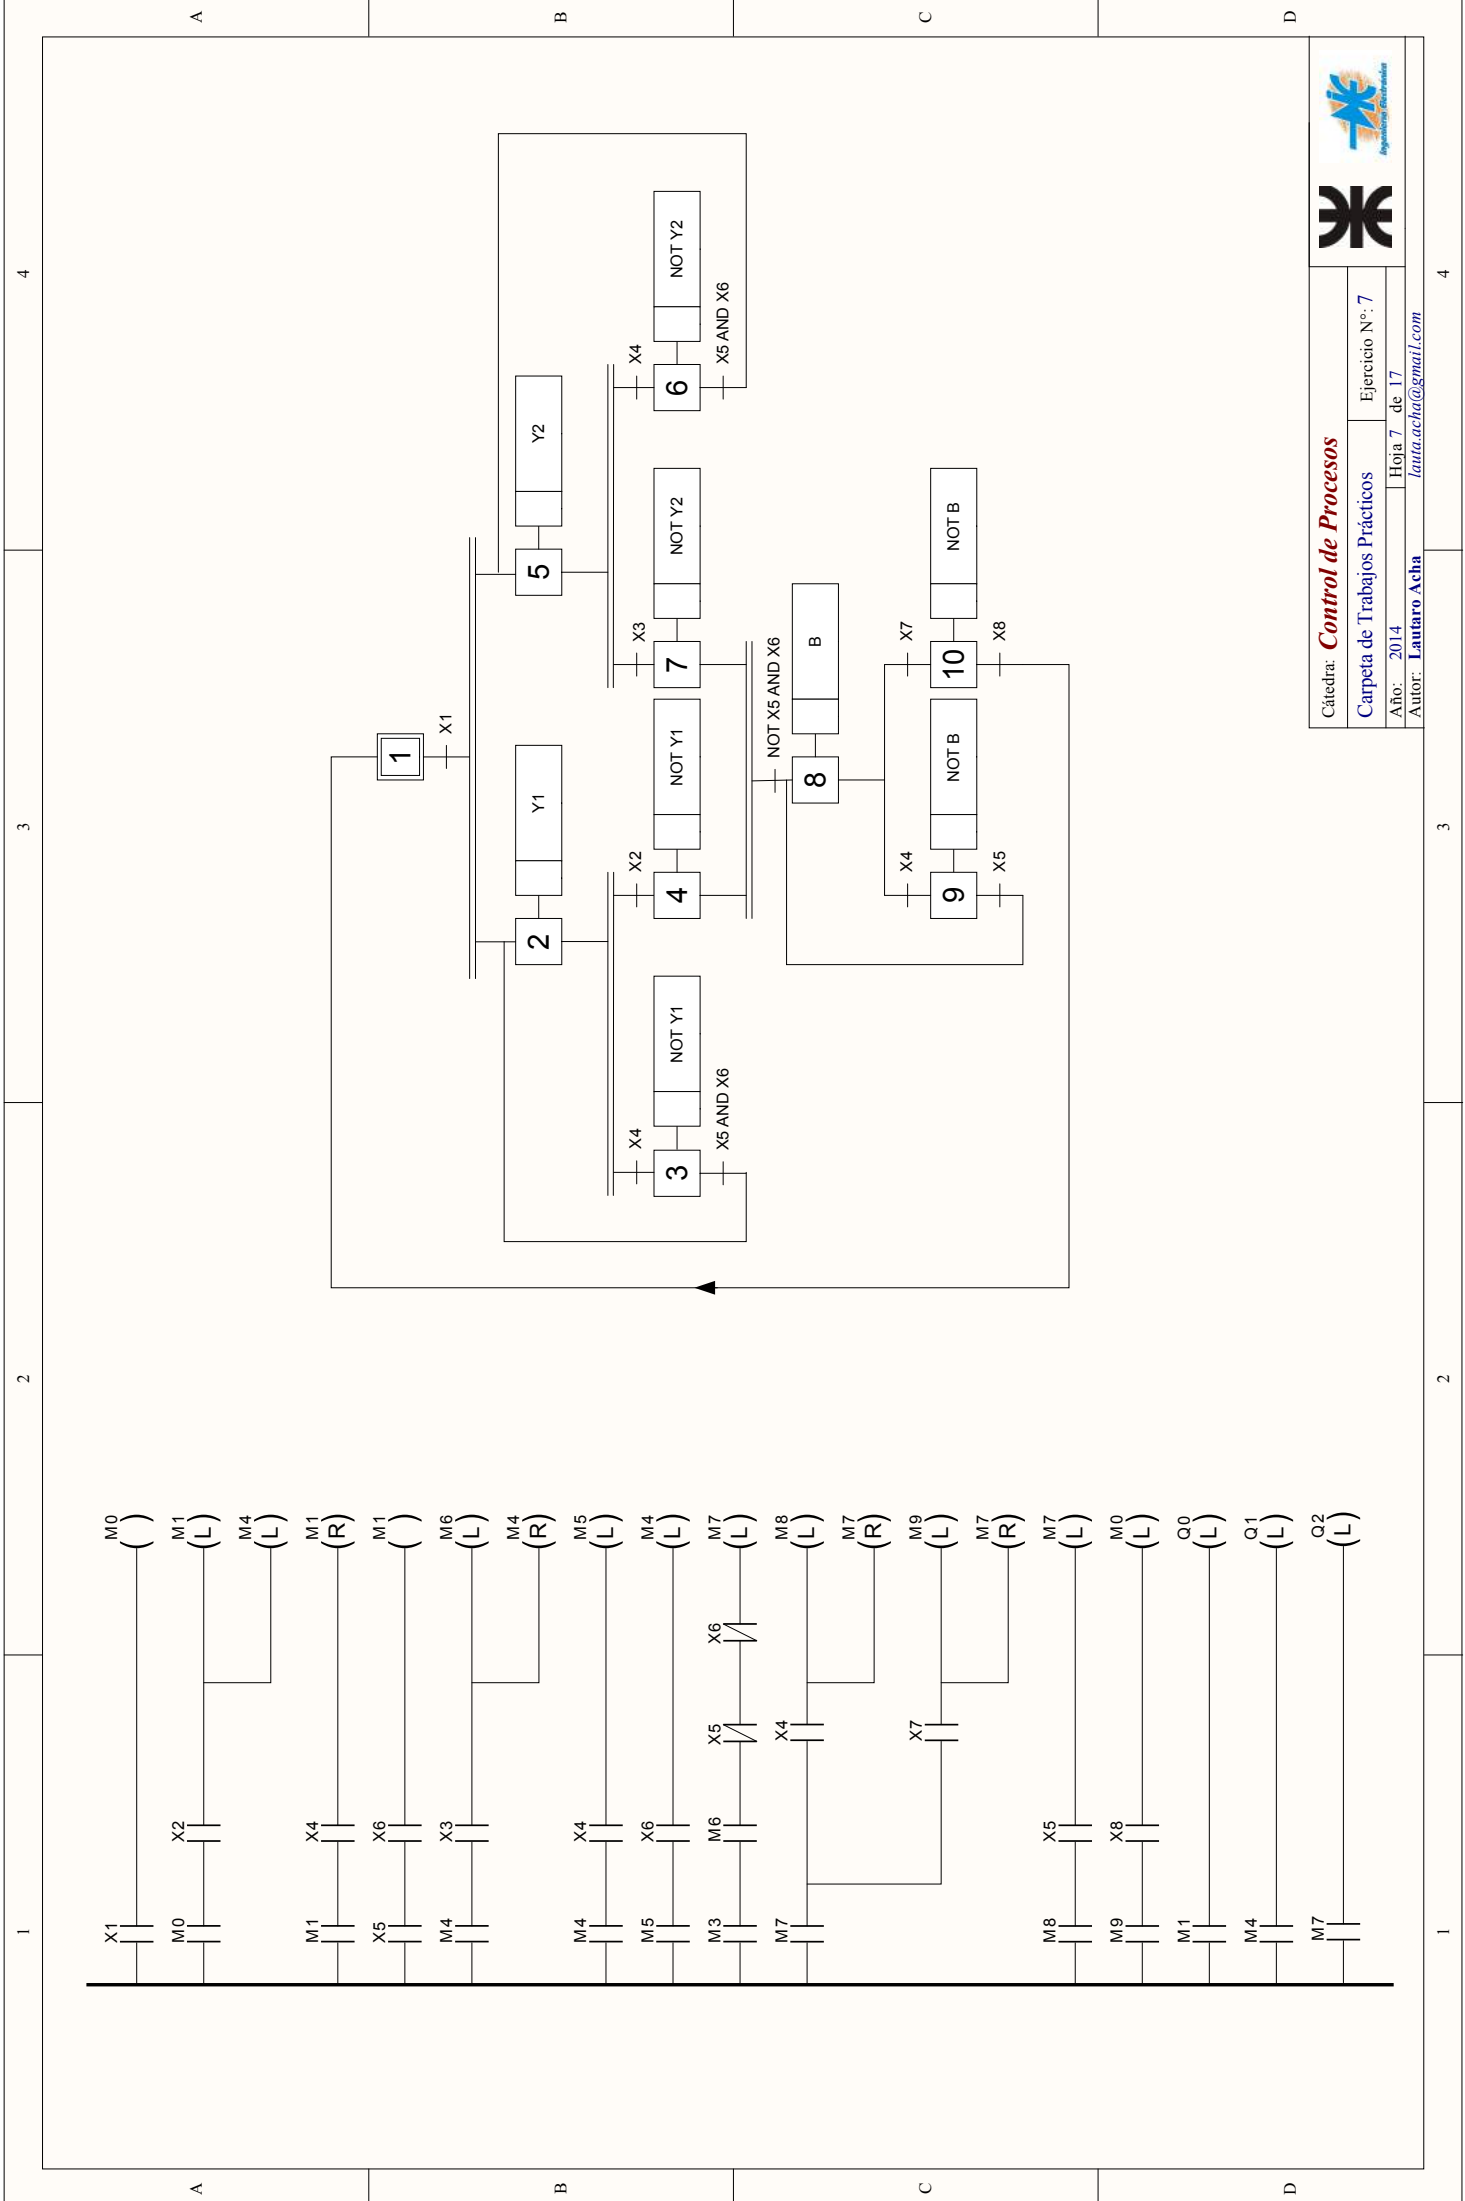 1
2
3
4
A
B
C
D
X1
M0
M0
X2
M1
(L)
M4
(L)
M1
X4
M1
(R)
X5
X6
M1
M4
X3
M6
(L)
M4
(R)
M4
X4
M5
(L)
M5
X6
M4
(L)
M3
M6
X5
X6
M7
(L)
M7
X4
M8
(L)
M7
(R)
X7
M9
(L)
M7
(R)
M8
X5
M7
(L)
M9
X8
M0
(L)
M1
Q0
(L)
M4
Q1
(L)
M7
Q2
(L)
1
X1
2
Y1
5
Y2
X4
X2
X3
X4
3
NOT Y1
4
NOT Y1
7
NOT Y2
6
NOT Y2
X5 AND X6
X5 AND X6
NOT X5 AND X6
8
B
X4
X7
9
NOT B
10
NOT B
X5
X8
Cátedra: Control de Procesos
Carpeta de Trabajos Prácticos
Ejercicio N°: 7
Año: 2014
Hoja 7 de 17
Autor: Lautaro Acha
lauta.acha@gmail.com
Ingeniería Electrónica
1
2
3
4
A
B
C
D